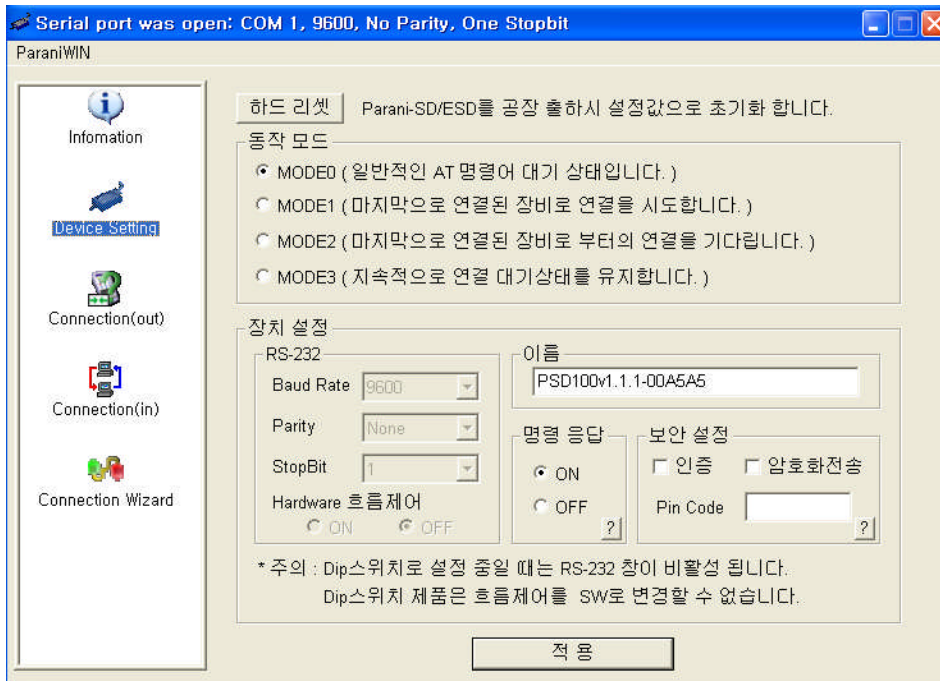 Serial port was open: COM 1, 9600, No Parity, One Stopbit
ParaniWIN
Infomation
Device Setting
Connection(out)
Connection(in)
Connection Wizard
하드 리셋 Parani-SD/ESD를 공장 출하시 설정값으로 초기화 합니다.
동작 모드
MODE0 ( 일반적인 AT 명령어 대기 상태입니다. )
MODE1 ( 마지막으로 연결된 장비로 연결을 시도합니다. )
MODE2 ( 마지막으로 연결된 장비로 부터의 연결을 기다립니다. )
MODE3 ( 지속적으로 연결 대기상태를 유지합니다. )
장치 설정
RS-232
Baud Rate 9600
Parity None
StopBit 1
Hardware 흐름제어
ON OFF
이름
PSD100v1.1.1-00A5A5
명령 응답
ON
OFF
?
보안 설정
인증 암호화전송
Pin Code
?
* 주의 : Dip스위치로 설정 중일 때는 RS-232 창이 비활성 됩니다.
Dip스위치 제품은 흐름제어를 SW로 변경할 수 없습니다.
적 용